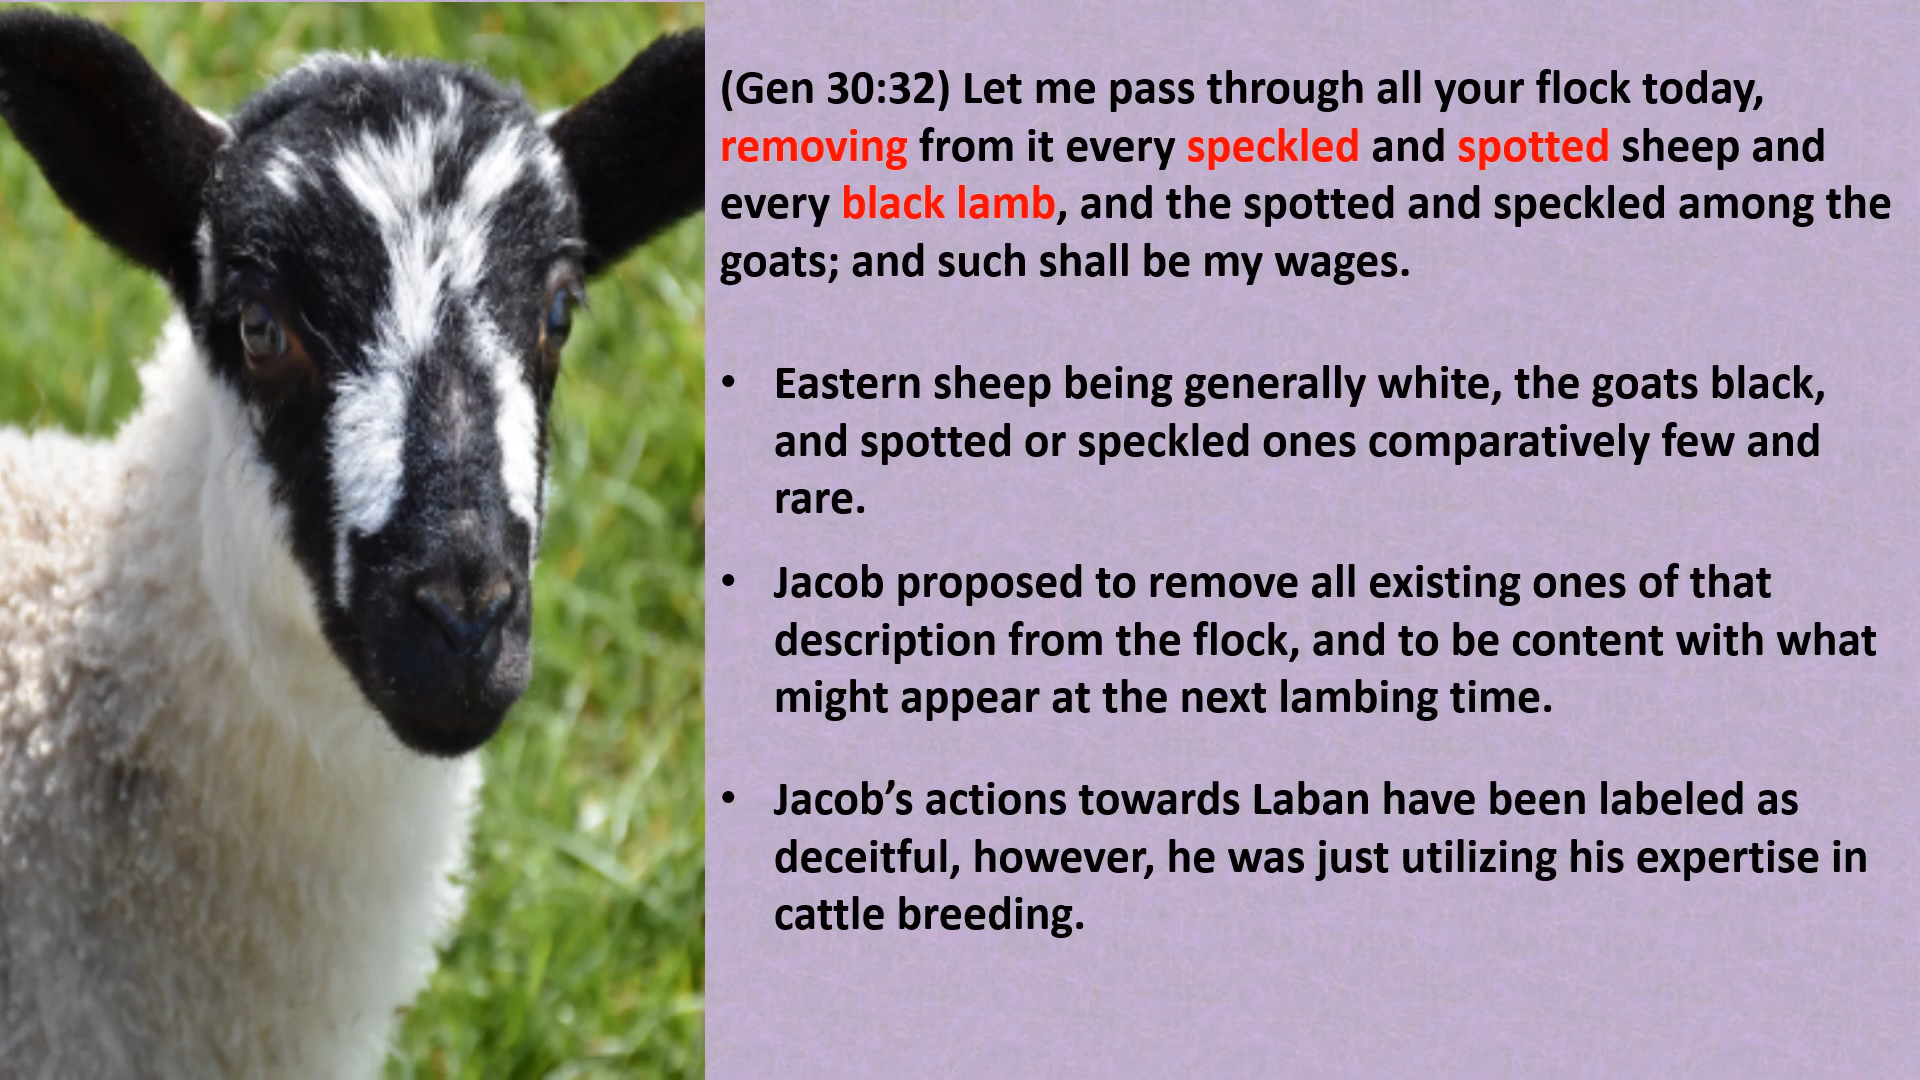 (Gen 30:32) Let me pass through all your flock today,
removing from it every speckled and spotted sheep and
every black lamb, and the spotted and speckled among the
goats; and such shall be my wages.
• Eastern sheep being generally white, the goats black,
and spotted or speckled ones comparatively few and
rare.
• Jacob proposed to remove all existing ones of that
description from the flock, and to be content with what
might appear at the next lambing time.
• Jacob’s actions towards Laban have been labeled as
deceitful, however, he was just utilizing his expertise in
cattle breeding.